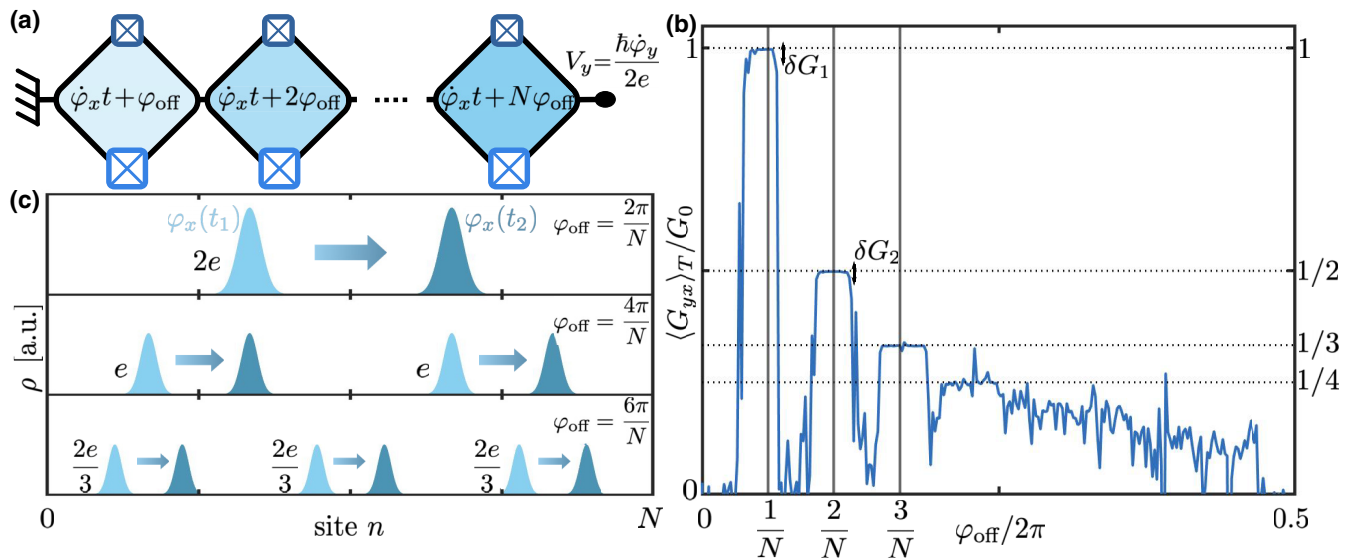 (a)
φ̇ₓt+φ_off
φ̇ₓt+2φ_off
φ̇ₓt+Nφ_off
V_y=ħφ̇_y/2e
(c)
φₓ(t₁)
φₓ(t₂)
φ_off = 2π/N
2e
φ_off = 4π/N
e
e
φ_off = 6π/N
2e/3
2e/3
2e/3
ρ [a.u.]
0
site n
N
(b)
1
1
δG₁
δG₂
1/2
1/3
1/4
⟨G_yx⟩_T/G₀
0
0
1/N
2/N
3/N
φ_off/2π
0.5